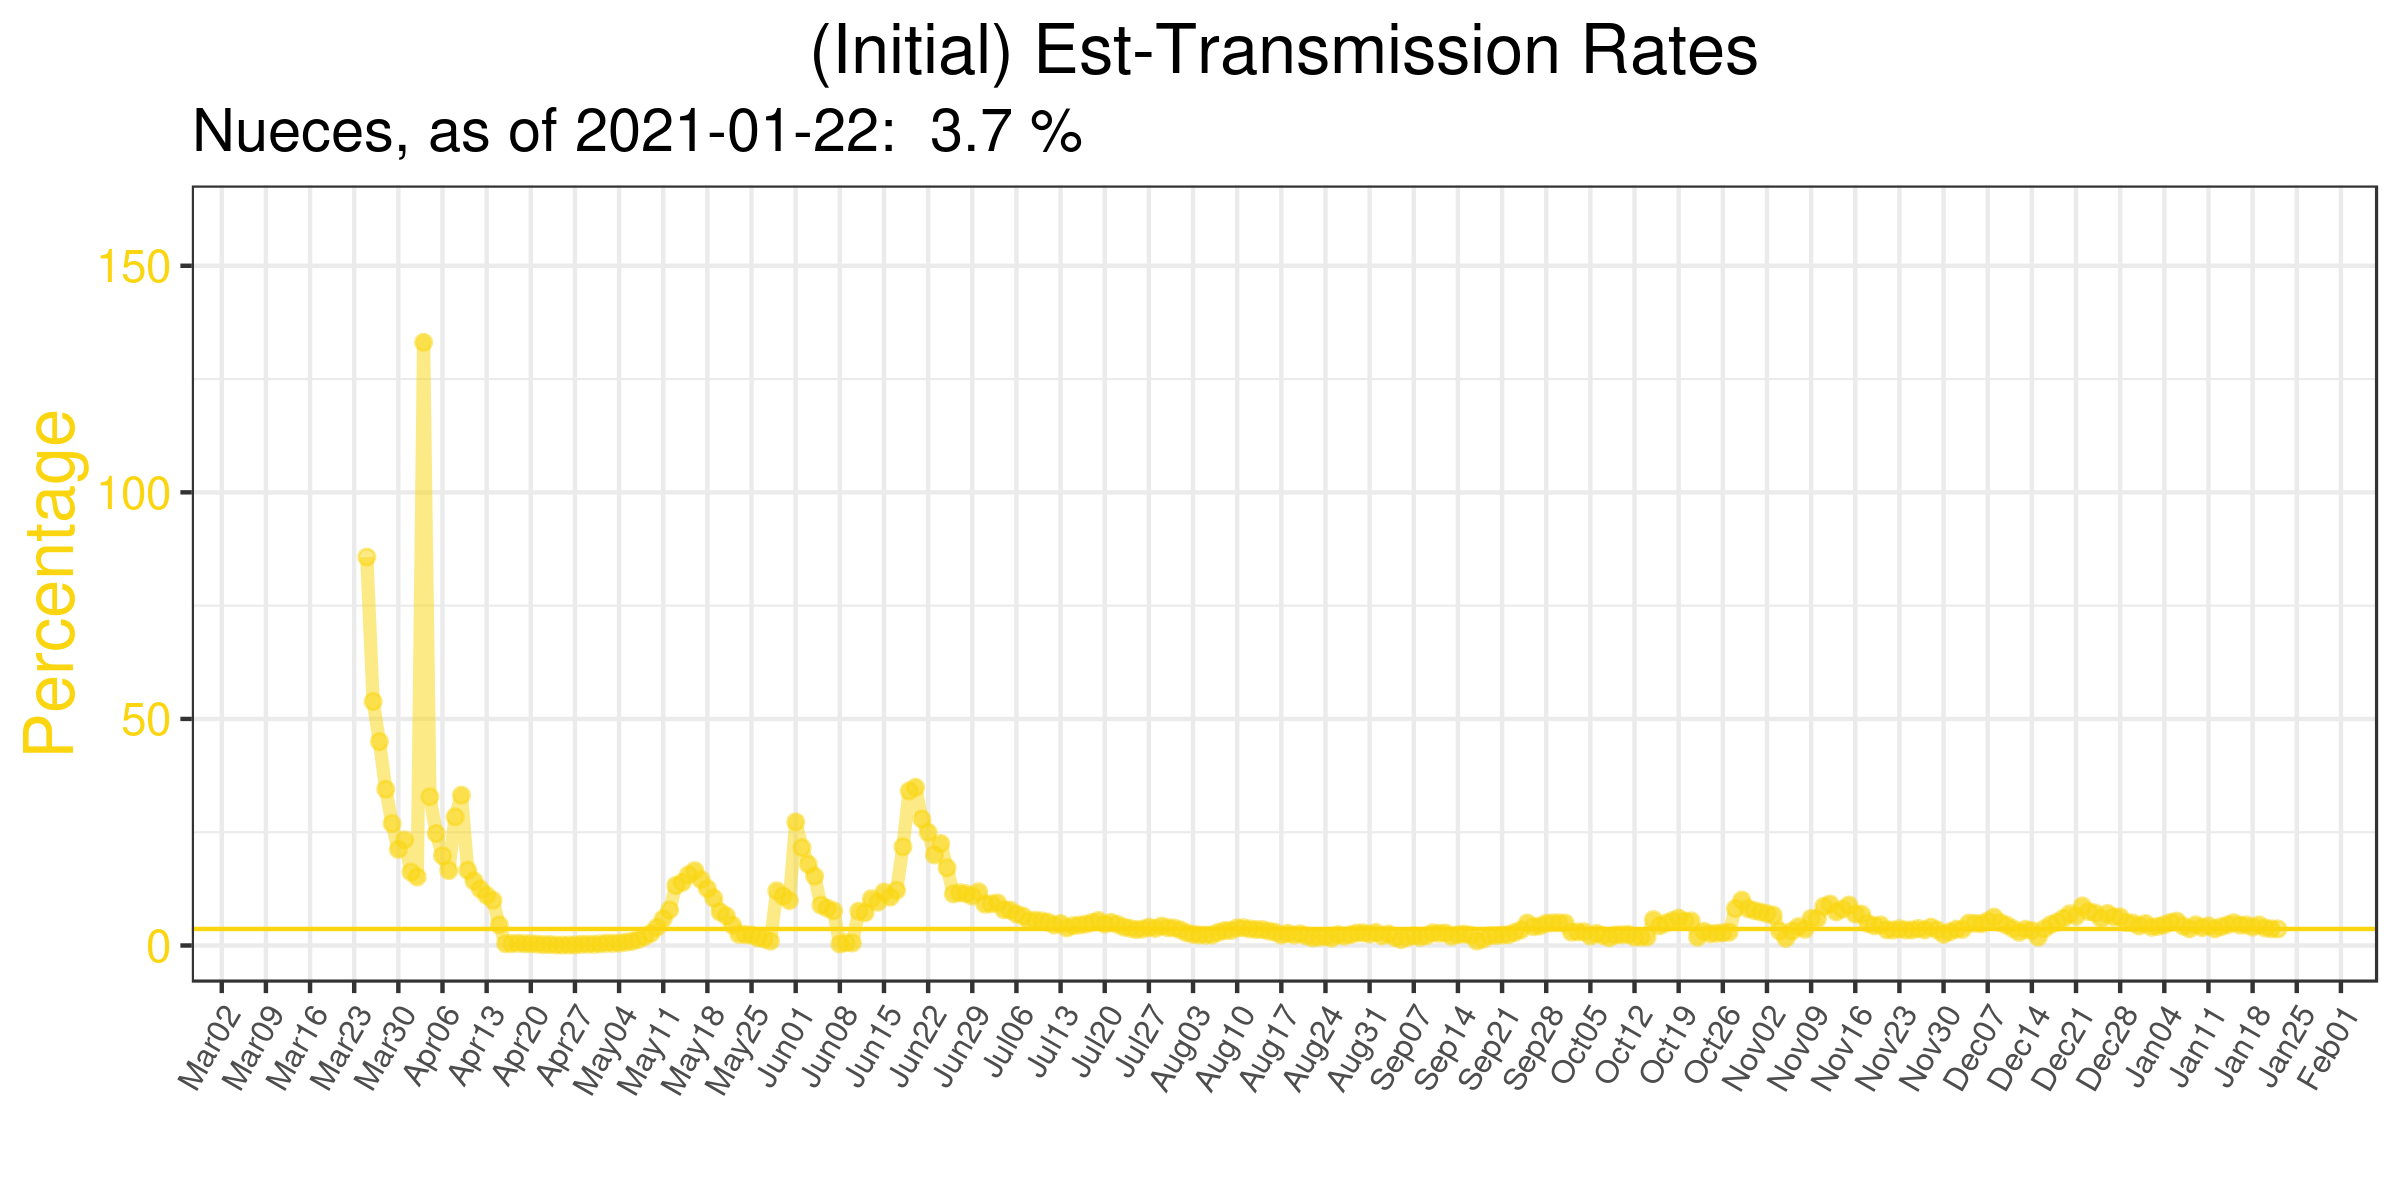 (Initial) Est-Transmission Rates
Nueces, as of 2021-01-22:  3.7 %
Percentage
150
100
50
0
Mar02 Mar09 Mar16 Mar23 Mar30 Apr06 Apr13 Apr20 Apr27 May04 May11 May18 May25 Jun01 Jun08 Jun15 Jun22 Jun29 Jul06 Jul13 Jul20 Jul27 Aug03 Aug10 Aug17 Aug24 Aug31 Sep07 Sep14 Sep21 Sep28 Oct05 Oct12 Oct19 Oct26 Nov02 Nov09 Nov16 Nov23 Nov30 Dec07 Dec14 Dec21 Dec28 Jan04 Jan11 Jan18 Jan25 Feb01